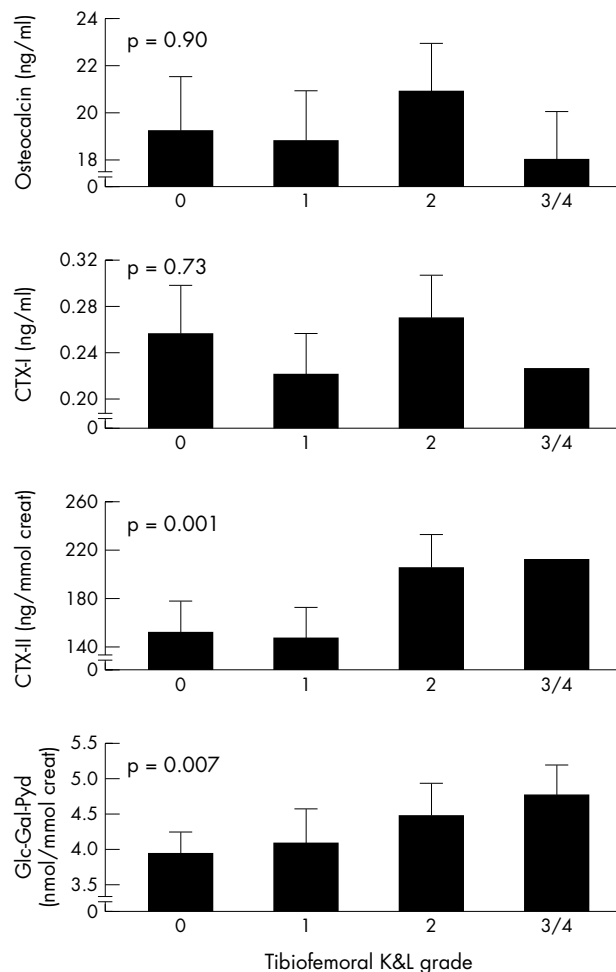 Osteocalcin (ng/ml)
24
22
20
18
0
p = 0.90
0 1 2 3/4
CTX-I (ng/ml)
0.32
0.28
0.24
0.20
0
p = 0.73
0 1 2 3/4
CTX-II (ng/mmol creat)
260
220
180
140
0
p = 0.001
0 1 2 3/4
Glc-Gal-Pyd
(nmol/mmol creat)
5.5
5.0
4.5
4.0
3.5
0
p = 0.007
0 1 2 3/4
Tibiofemoral K&L grade